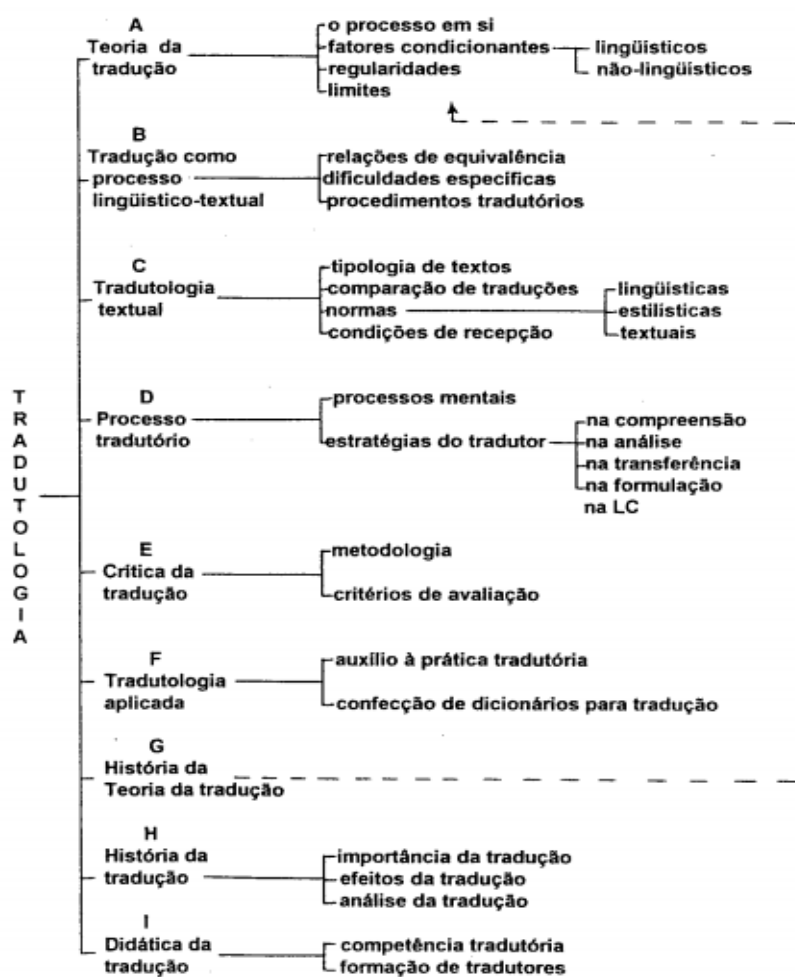 TRADUTOLOGIA
A
Teoria da
tradução
o processo em si
fatores condicionantes
regularidades
limites
lingüísticos
não-lingüísticos
B
Tradução como
processo
lingüistico-textual
relações de equivalência
dificuldades específicas
procedimentos tradutórios
C
Tradutologia
textual
tipologia de textos
comparação de traduções
normas
condições de recepção
lingüísticas
estilísticas
textuais
D
Processo
tradutório
processos mentais
estratégias do tradutor
na compreensão
na análise
na transferência
na formulação
na LC
E
Crítica da
tradução
metodologia
critérios de avaliação
F
Tradutologia
aplicada
auxílio à prática tradutória
confecção de dicionários para tradução
G
História da
Teoria da tradução
H
História da
tradução
importância da tradução
efeitos da tradução
análise da tradução
I
Didática da
tradução
competência tradutória
formação de tradutores